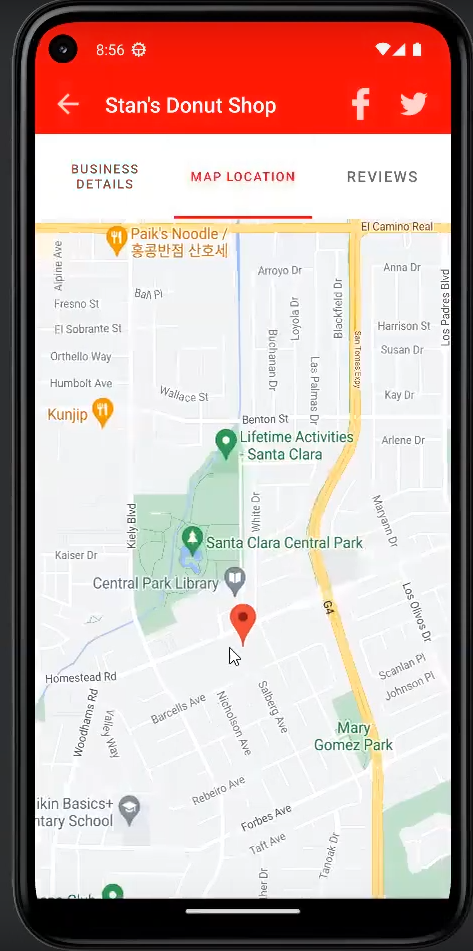 8:56
Stan's Donut Shop
BUSINESS
DETAILS
MAP LOCATION
REVIEWS
El Camino Real
Paik's Noodle /
홍콩반점 산호세
Alpine Ave
Arroyo Dr
Anna Dr
Los Padres Blvd
Fresno St
Bari Pl
Loyola Dr
Blackfield Dr
El Sobrante St
Harrison St
Buchanan Dr
San Tomas Expy
Susan Dr
Orthello Way
Las Palmas Dr
Humbolt Ave
Wallace St
Kay Dr
Kunjip
Benton St
Lifetime Activities
- Santa Clara
Arlene Dr
White Dr
Kiely Blvd
Maryann Dr
Santa Clara Central Park
Kaiser Dr
Central Park Library
Los Olivos Dr
G4
Homestead Rd
Scanlan Pl
Johnson Pl
Woodhams Rd
Valley Way
Barcells Ave
Nicholson Ave
Salberg Ave
Mary
Gomez Park
Rebeiro Ave
ikin Basics+
ntary School
Forbes Ave
Taft Ave
Tanoak Dr
her Dr
Club